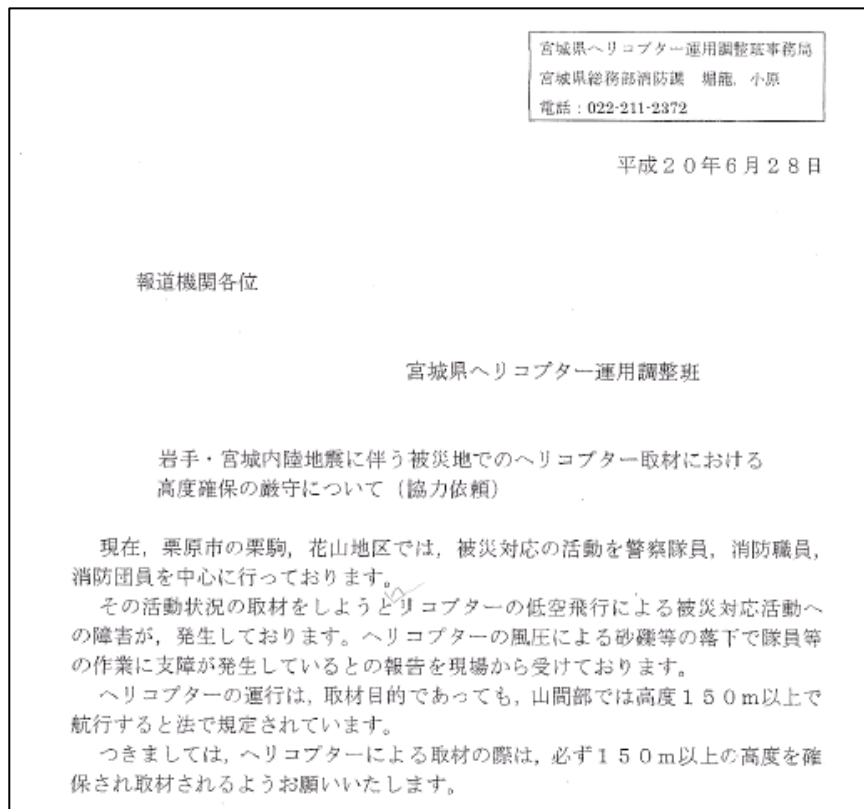 宮城県ヘリコプター運用調整班事務局
宮城県総務部消防課 堀籠，小原
電話：022-211-2372
平成２０年６月２８日
報道機関各位
宮城県ヘリコプター運用調整班
岩手・宮城内陸地震に伴う被災地でのヘリコプター取材における
高度確保の厳守について（協力依頼）
現在，栗原市の栗駒，花山地区では，被災対応の活動を警察隊員，消防職員，
消防団員を中心に行っております。
その活動状況の取材をしようとリコプターの低空飛行による被災対応活動へ
の障害が，発生しております。ヘリコプターの風圧による砂礫等の落下で隊員等
の作業に支障が発生しているとの報告を現場から受けております。
ヘリコプターの運行は，取材目的であっても，山間部では高度１５０ｍ以上で
航行すると法で規定されています。
つきましては，ヘリコプターによる取材の際は，必ず１５０ｍ以上の高度を確
保され取材されるようお願いいたします。